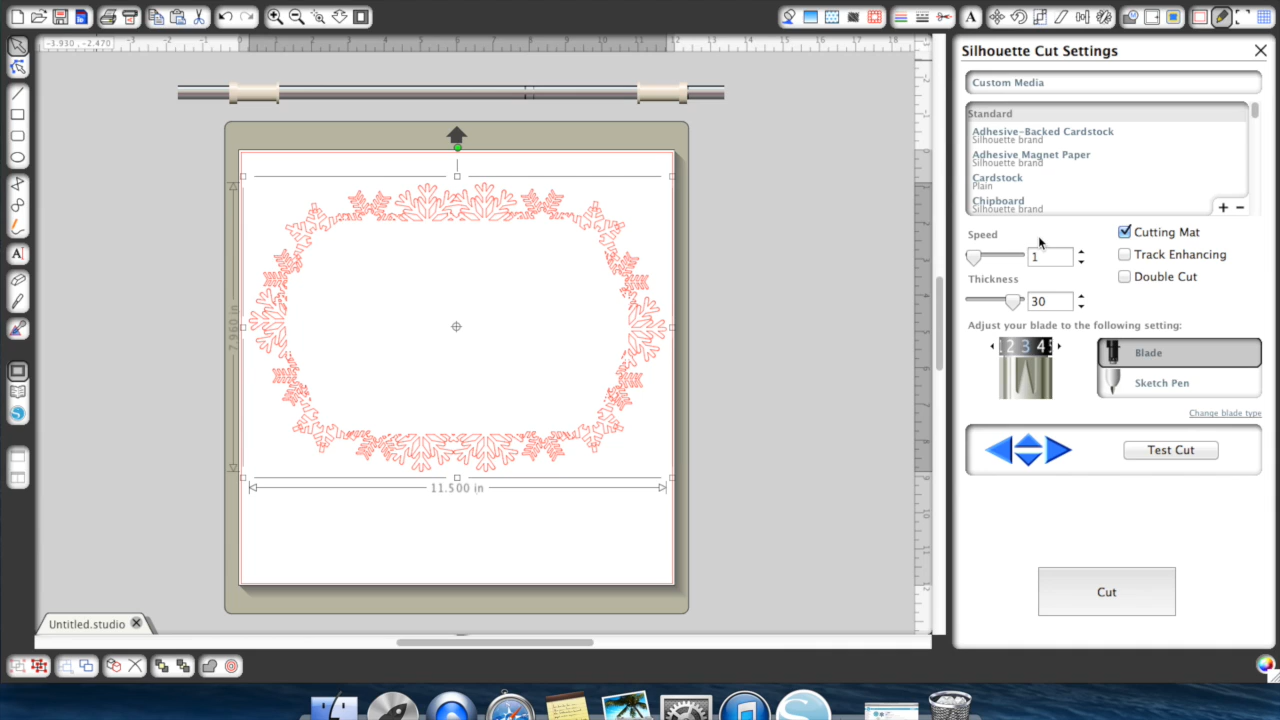 -3.930 , -2.470
Silhouette Cut Settings
Custom Media
Standard
Adhesive-Backed Cardstock
Silhouette brand
Adhesive Magnet Paper
Silhouette brand
Cardstock
Plain
Chipboard
Silhouette brand
Speed
1
Cutting Mat
Track Enhancing
Thickness
Double Cut
30
Adjust your blade to the following setting:
2 3 4
Blade
Sketch Pen
Change blade type
Test Cut
Cut
7.960 in
11.500 in
Untitled.studio